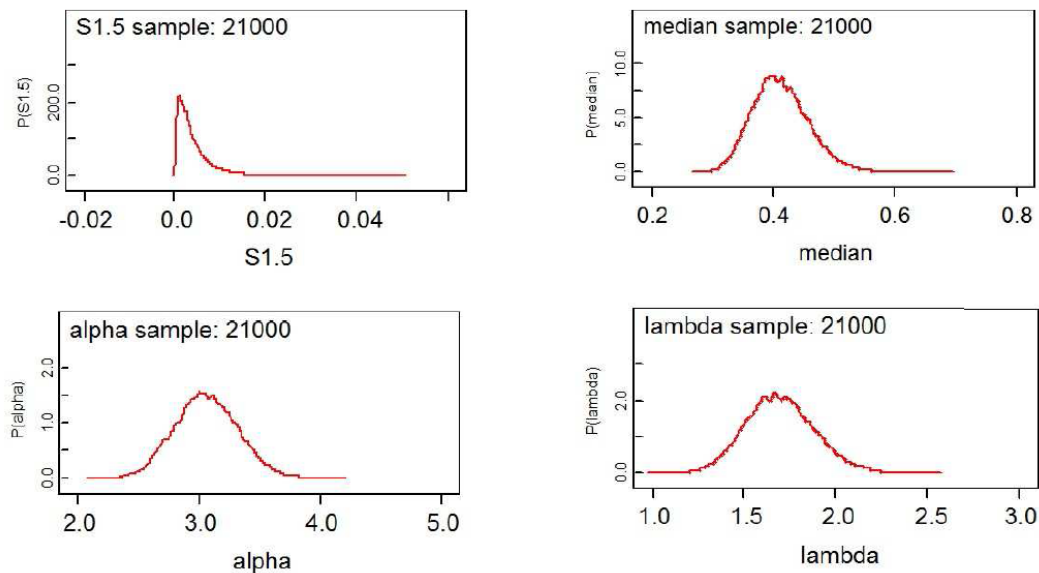 S1.5 sample: 21000
P(S1.5)
200.0
0.0
-0.02 0.0 0.02 0.04
S1.5
median sample: 21000
P(median)
10.0
5.0
0.0
0.2 0.4 0.6 0.8
median
alpha sample: 21000
P(alpha)
2.0
1.0
0.0
2.0 3.0 4.0 5.0
alpha
lambda sample: 21000
P(lambda)
2.0
0.0
1.0 1.5 2.0 2.5 3.0
lambda